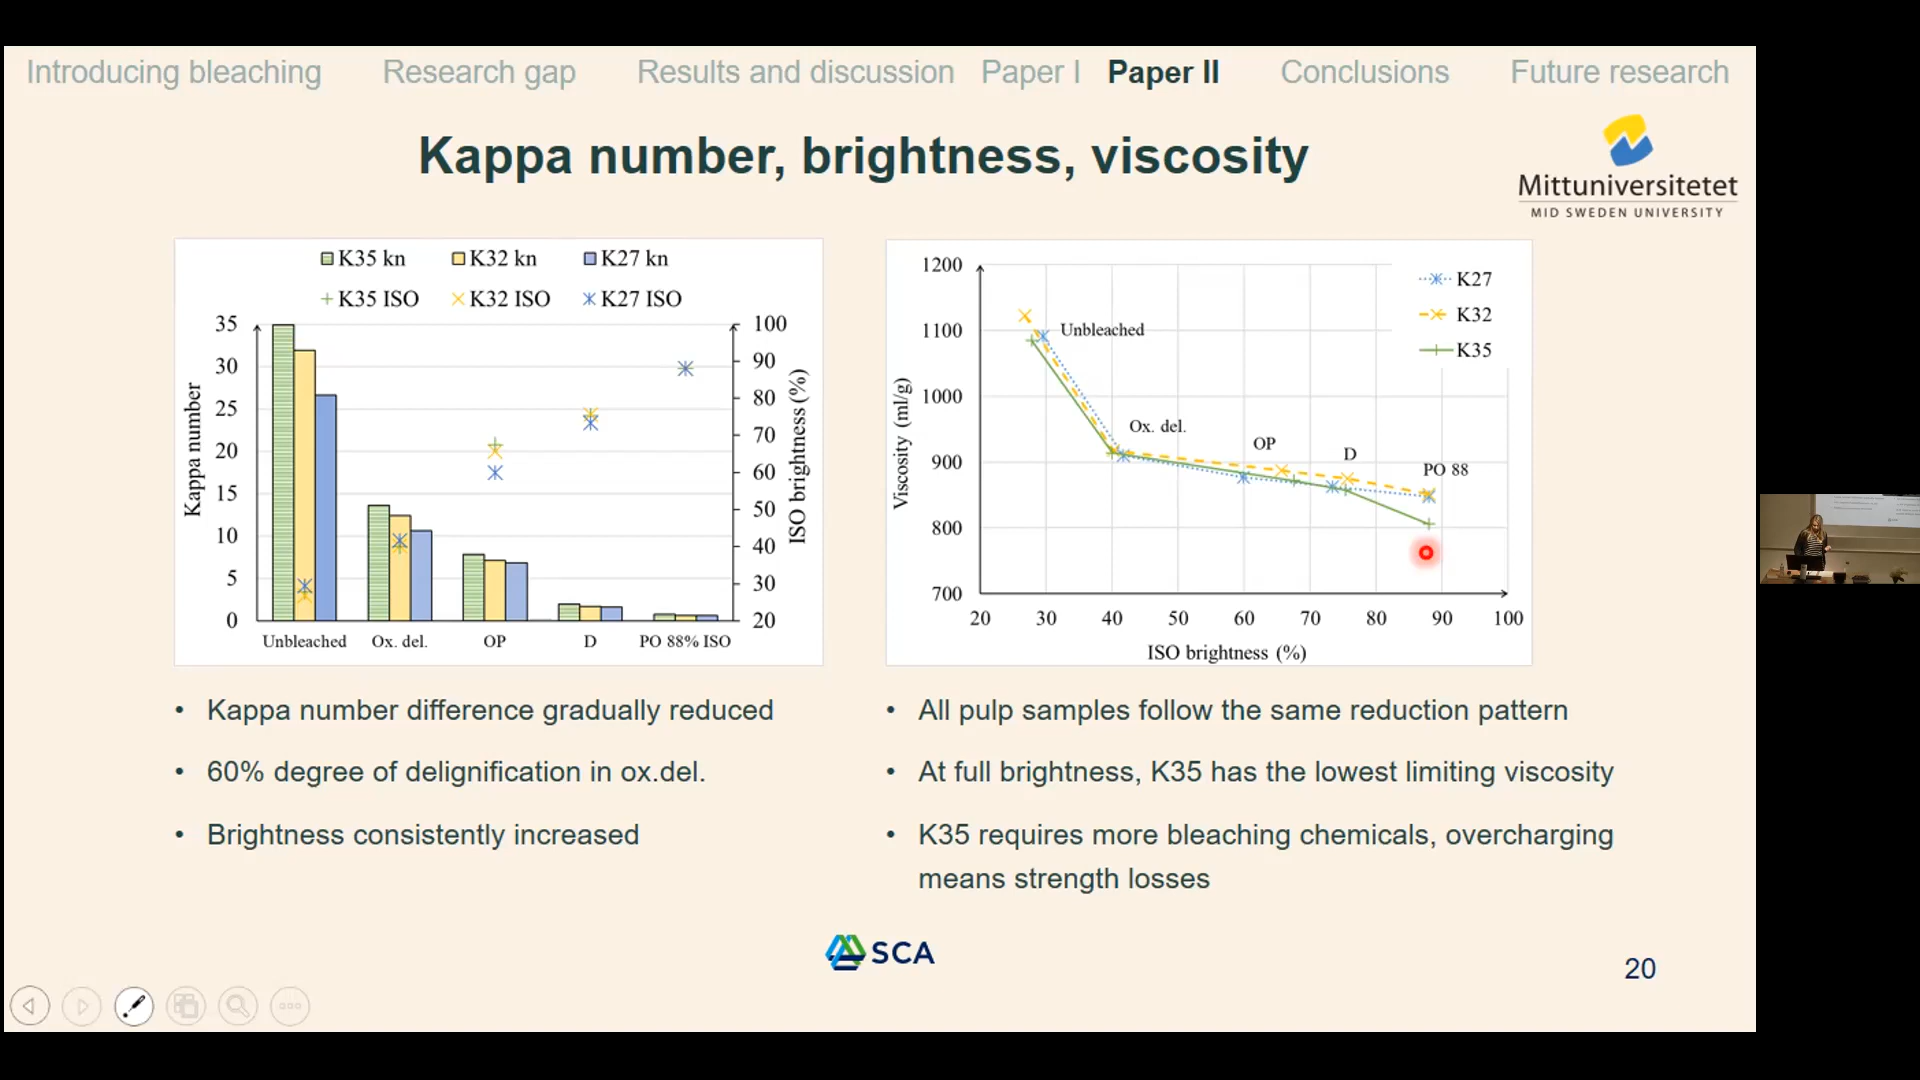 Introducing bleaching Research gap Results and discussion Paper I Paper II Conclusions Future research
Kappa number, brightness, viscosity
Mittuniversitetet
MID SWEDEN UNIVERSITY
K35 kn K32 kn K27 kn
K35 ISO K32 ISO K27 ISO
35
30
25
20
15
10
5
0
Kappa number
100
90
80
70
60
50
40
30
20
ISO brightness (%)
Unbleached Ox. del. OP D PO 88% ISO
1200
1100
1000
900
800
700
Viscosity (ml/g)
K27
K32
K35
Unbleached
Ox. del.
OP
D
PO 88
20 30 40 50 60 70 80 90 100
ISO brightness (%)
• Kappa number difference gradually reduced
• 60% degree of delignification in ox.del.
• Brightness consistently increased
• All pulp samples follow the same reduction pattern
• At full brightness, K35 has the lowest limiting viscosity
• K35 requires more bleaching chemicals, overcharging
means strength losses
SCA
20